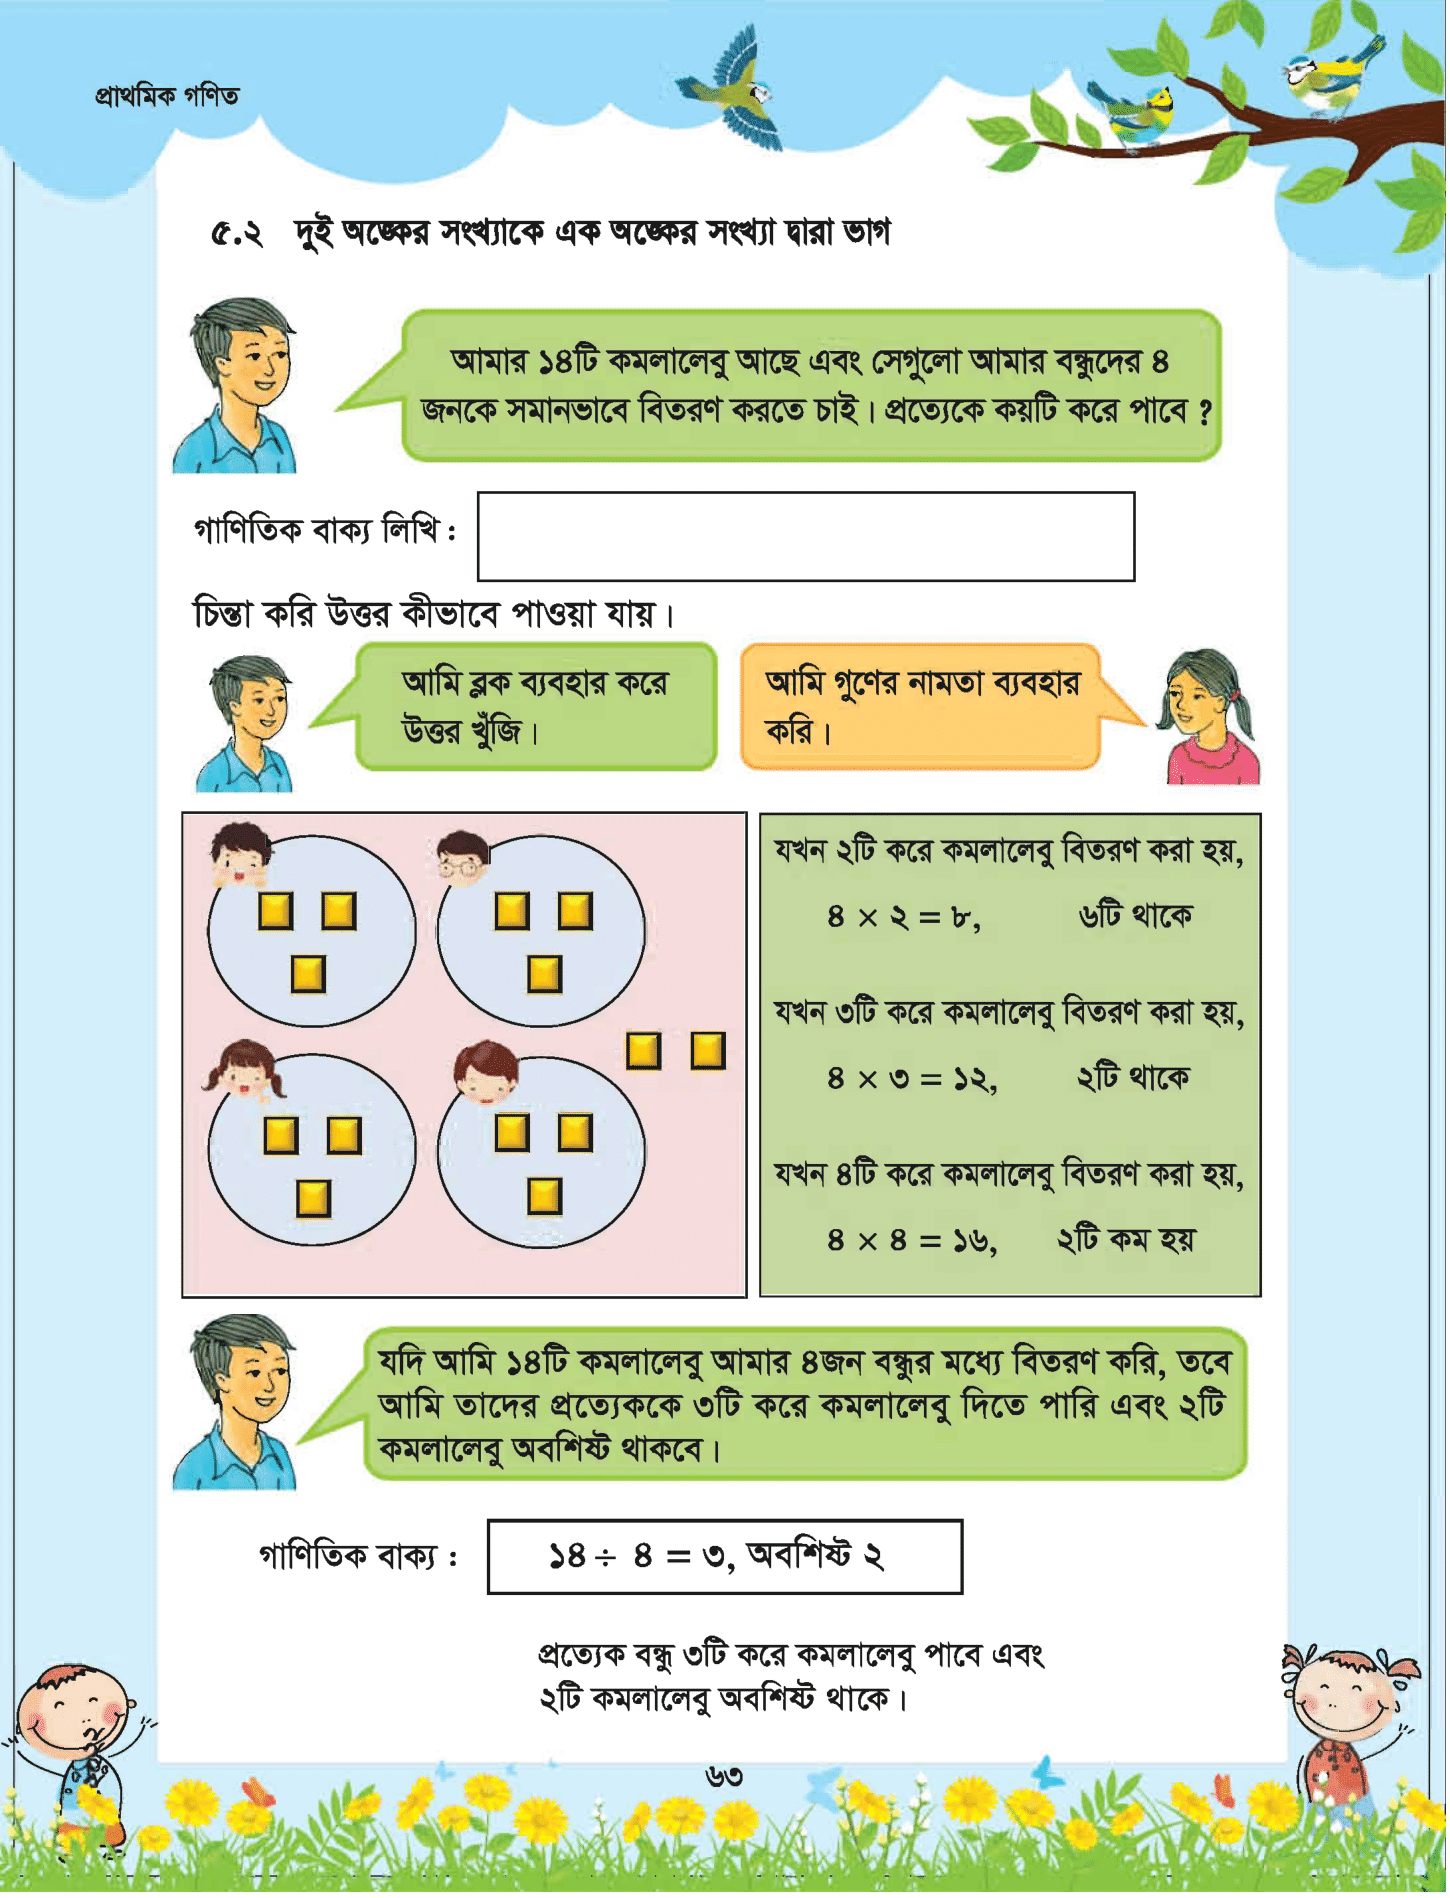 প্রাথমিক গণিত
৫.২ দুই অঙ্কের সংখ্যাকে এক অঙ্কের সংখ্যা দ্বারা ভাগ
আমার ১৪টি কমলালেবু আছে এবং সেগুলো আমার বন্ধুদের ৪
জনকে সমানভাবে বিতরণ করতে চাই। প্রত্যেকে কয়টি করে পাবে ?
গাণিতিক বাক্য লিখি :
চিন্তা করি উত্তর কীভাবে পাওয়া যায়।
আমি ব্লক ব্যবহার করে
উত্তর খুঁজি।
আমি গুণের নামতা ব্যবহার
করি।
যখন ২টি করে কমলালেবু বিতরণ করা হয়,
৪ × ২ = ৮, ৬টি থাকে
যখন ৩টি করে কমলালেবু বিতরণ করা হয়,
৪ × ৩ = ১২, ২টি থাকে
যখন ৪টি করে কমলালেবু বিতরণ করা হয়,
৪ × ৪ = ১৬, ২টি কম হয়
যদি আমি ১৪টি কমলালেবু আমার ৪জন বন্ধুর মধ্যে বিতরণ করি, তবে
আমি তাদের প্রত্যেককে ৩টি করে কমলালেবু দিতে পারি এবং ২টি
কমলালেবু অবশিষ্ট থাকবে।
গাণিতিক বাক্য :
১৪ ÷ ৪ = ৩, অবশিষ্ট ২
প্রত্যেক বন্ধু ৩টি করে কমলালেবু পাবে এবং
২টি কমলালেবু অবশিষ্ট থাকে।
৬৩